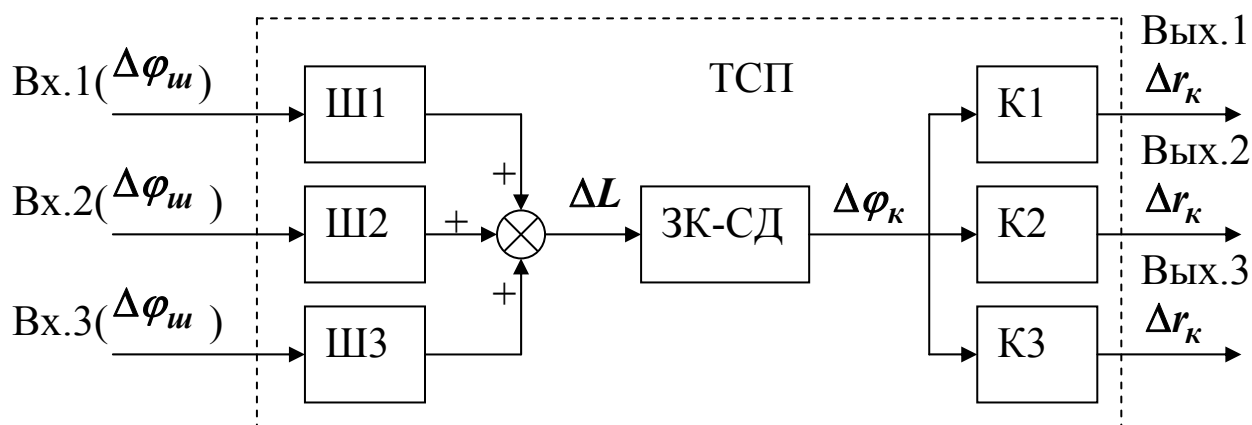 Вых.1
Вх.1(Δφш)
Ш1
ТСП
К1
Δrк
+
Вых.2
Вх.2(Δφш )
Ш2
+
ΔL
ЗК-СД
Δφк
К2
Δrк
+
Вых.3
Вх.3(Δφш )
Ш3
К3
Δrк